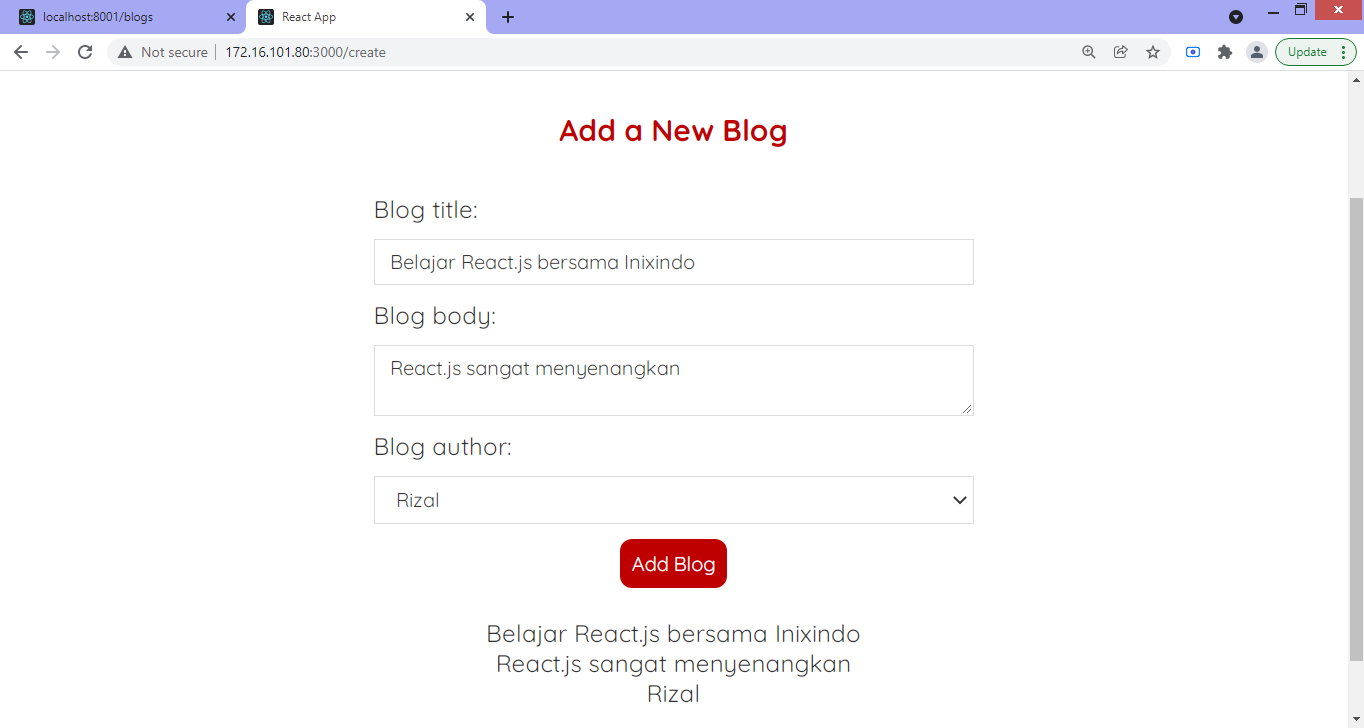 localhost:8001/blogs
React App
Not secure
172.16.101.80:3000/create
Update
Add a New Blog
Blog title:
Belajar React.js bersama Inixindo
Blog body:
React.js sangat menyenangkan
Blog author:
Rizal
Add Blog
Belajar React.js bersama Inixindo
React.js sangat menyenangkan
Rizal